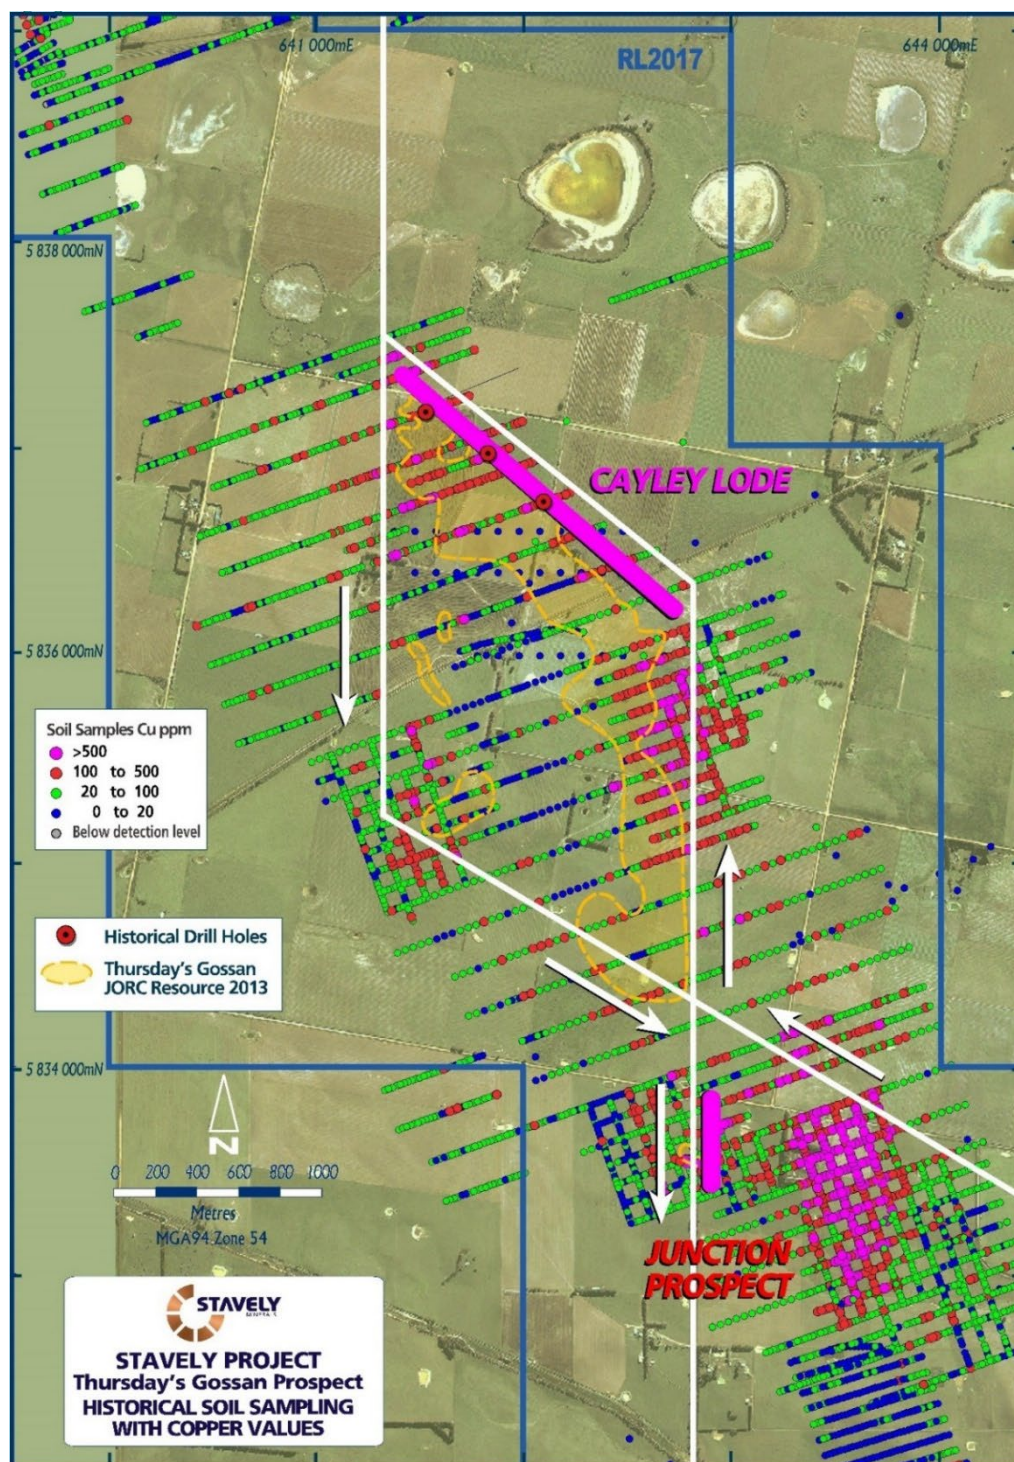 641 000mE
644 000mE
RL2017
5 838 000mN
CAYLEY LODE
5 836 000mN
Soil Samples Cu ppm
>500
100 to 500
20 to 100
0 to 20
Below detection level
Historical Drill Holes
Thursday's Gossan
JORC Resource 2013
5 834 000mN
N
0 200 400 600 800 1000
Metres
MGA94 Zone 54
JUNCTION
PROSPECT
STAVELY
MINERALS
STAVELY PROJECT
Thursday's Gossan Prospect
HISTORICAL SOIL SAMPLING
WITH COPPER VALUES